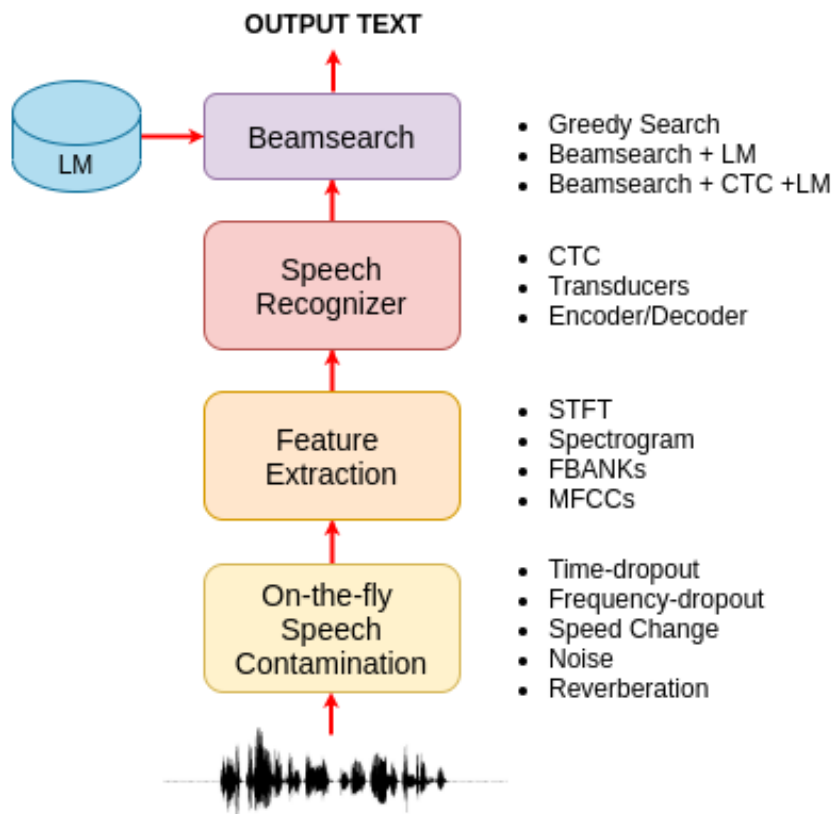 OUTPUT TEXT
LM
Beamsearch
• Greedy Search
• Beamsearch + LM
• Beamsearch + CTC +LM
Speech
Recognizer
• CTC
• Transducers
• Encoder/Decoder
Feature
Extraction
• STFT
• Spectrogram
• FBANKs
• MFCCs
On-the-fly
Speech
Contamination
• Time-dropout
• Frequency-dropout
• Speed Change
• Noise
• Reverberation